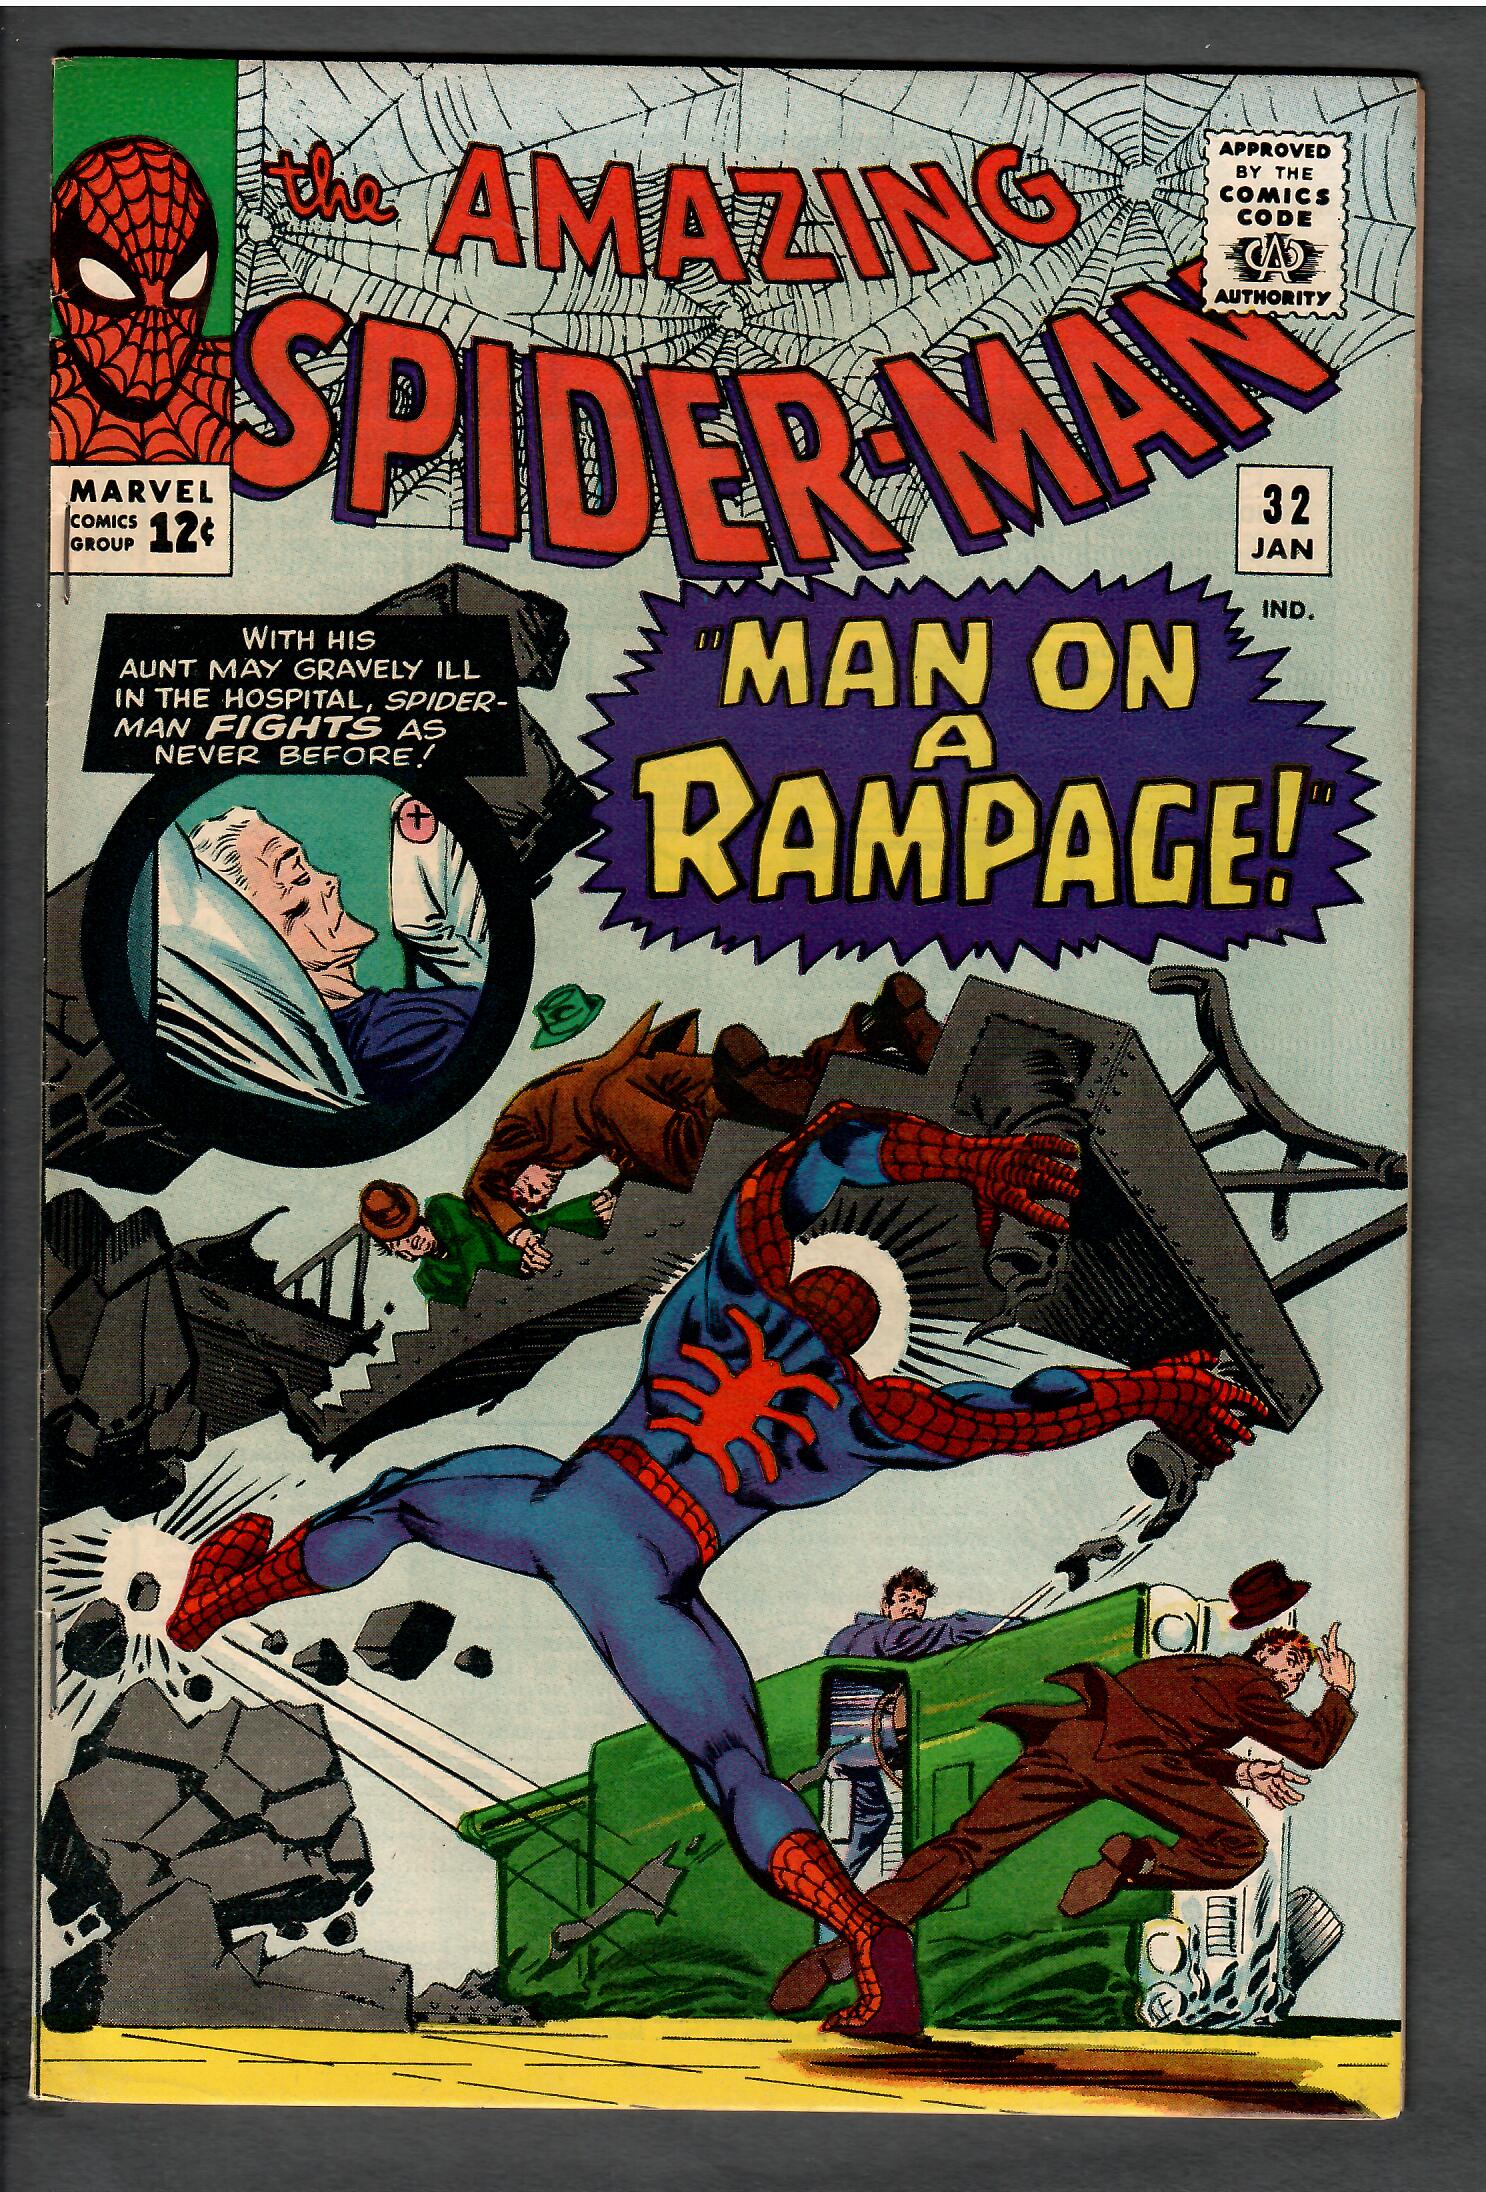 the AMAZING
SPIDER-MAN
APPROVED
BY THE
COMICS
CODE
CA
AUTHORITY
MARVEL
COMICS
GROUP 12¢
32
JAN
IND.
WITH HIS
AUNT MAY GRAVELY ILL
IN THE HOSPITAL, SPIDER-
MAN FIGHTS AS
NEVER BEFORE!
"MAN ON
A
RAMPAGE!"